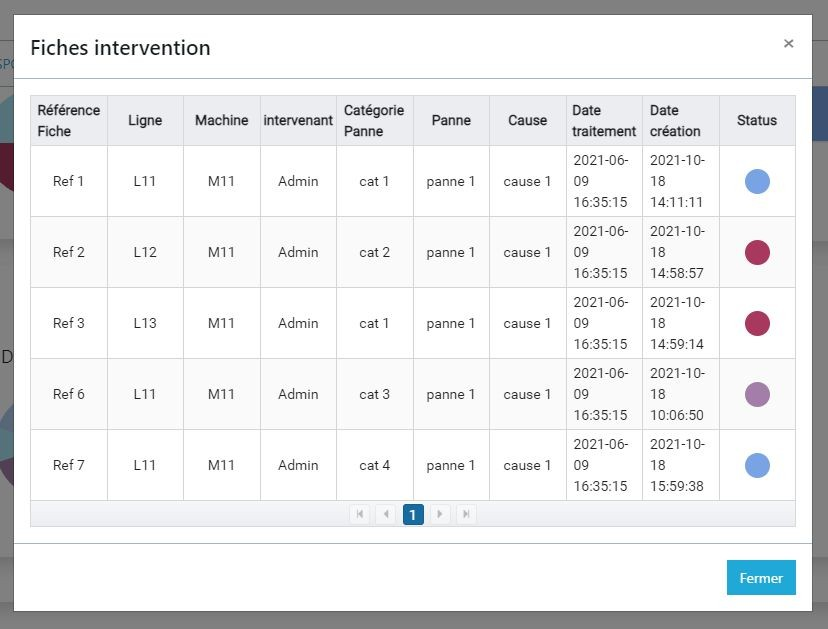 Fiches intervention
×
SPO
Référence Fiche Ligne Machine intervenant Catégorie Panne Panne Cause Date traitement Date création Status
Ref 1 L11 M11 Admin cat 1 panne 1 cause 1 2021-06-09 16:35:15 2021-10-18 14:11:11
Ref 2 L12 M11 Admin cat 2 panne 1 cause 1 2021-06-09 16:35:15 2021-10-18 14:58:57
Ref 3 L13 M11 Admin cat 1 panne 1 cause 1 2021-06-09 16:35:15 2021-10-18 14:59:14
D
Ref 6 L11 M11 Admin cat 3 panne 1 cause 1 2021-06-09 16:35:15 2021-10-18 10:06:50
Ref 7 L11 M11 Admin cat 4 panne 1 cause 1 2021-06-09 16:35:15 2021-10-18 15:59:38
1
Fermer